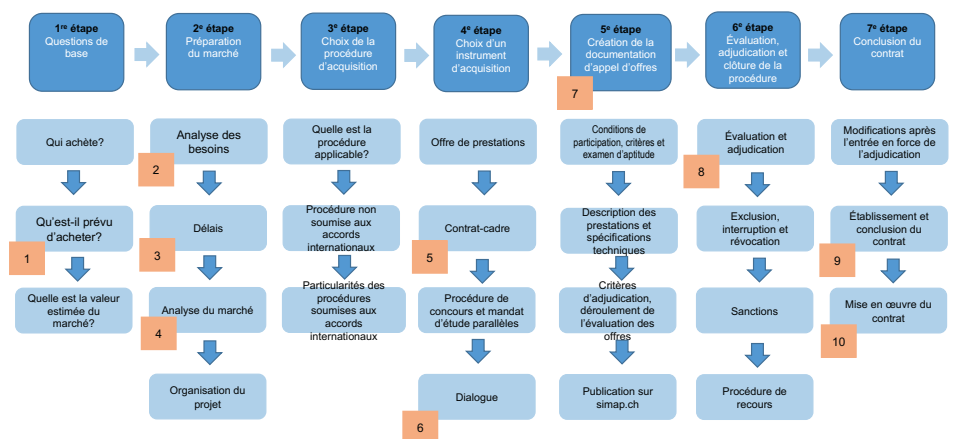 1re étape
Questions de
base
2e étape
Préparation
du marché
3e étape
Choix de la
procédure
d'acquisition
4e étape
Choix d'un
instrument
d'acquisition
5e étape
Création de la
documentation
d'appel d'offres
7
6e étape
Évaluation,
adjudication et
clôture de la
procédure
7e étape
Conclusion du
contrat
Qui achète?
Qu'est-il prévu
d'acheter?
1
Quelle est la valeur
estimée du
marché?
Analyse des
besoins
2
Délais
3
Analyse du marché
4
Organisation du
projet
Quelle est la
procédure
applicable?
Procédure non
soumise aux
accords
internationaux
Particularités des
procédures
soumises aux
accords
internationaux
Offre de prestations
Contrat-cadre
5
Procédure de
concours et mandat
d'étude parallèles
Dialogue
6
Conditions de
participation, critères et
examen d'aptitude
Description des
prestations et
spécifications
techniques
Critères
d'adjudication,
déroulement de
l'évaluation des
offres
Publication sur
simap.ch
Évaluation et
adjudication
8
Exclusion,
interruption et
révocation
Sanctions
Procédure de
recours
Modifications après
l'entrée en force de
l'adjudication
Établissement et
conclusion du
contrat
9
Mise en œuvre du
contrat
10